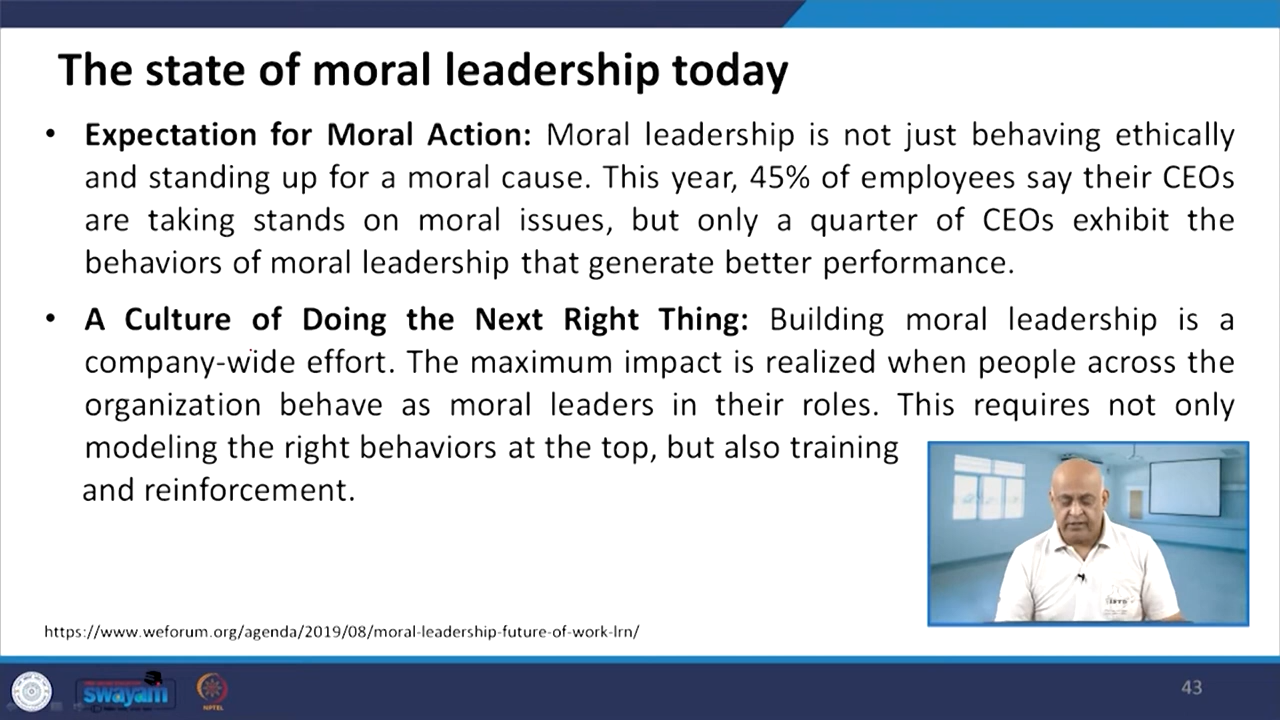 The state of moral leadership today
• Expectation for Moral Action: Moral leadership is not just behaving ethically
and standing up for a moral cause. This year, 45% of employees say their CEOs
are taking stands on moral issues, but only a quarter of CEOs exhibit the
behaviors of moral leadership that generate better performance.
• A Culture of Doing the Next Right Thing: Building moral leadership is a
company-wide effort. The maximum impact is realized when people across the
organization behave as moral leaders in their roles. This requires not only
modeling the right behaviors at the top, but also training
and reinforcement.
https://www.weforum.org/agenda/2019/08/moral-leadership-future-of-work-lrn/
swayam
NPTEL
43